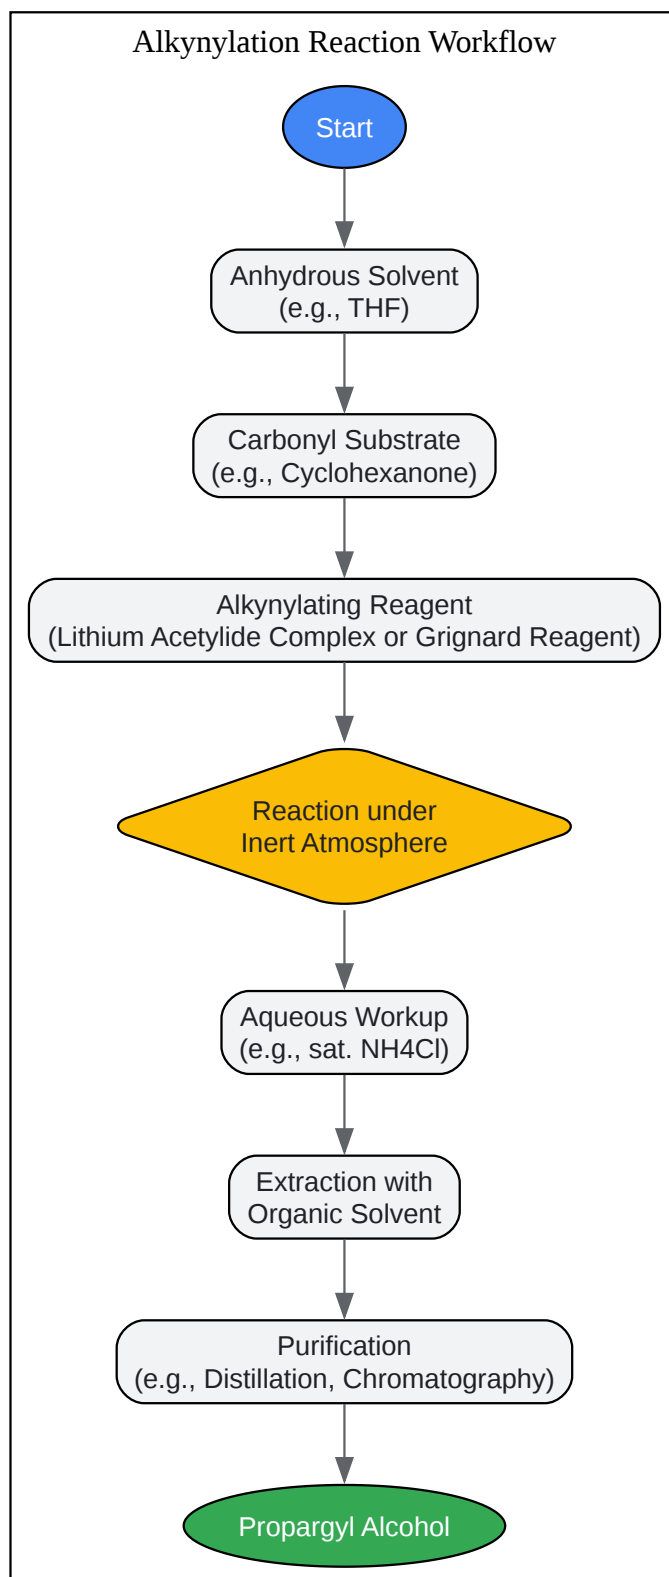 Alkynylation Reaction Workflow
Start
Anhydrous Solvent
(e.g., THF)
Carbonyl Substrate
(e.g., Cyclohexanone)
Alkynylating Reagent
(Lithium Acetylide Complex or Grignard Reagent)
Reaction under
Inert Atmosphere
Aqueous Workup
(e.g., sat. NH4Cl)
Extraction with
Organic Solvent
Purification
(e.g., Distillation, Chromatography)
Propargyl Alcohol